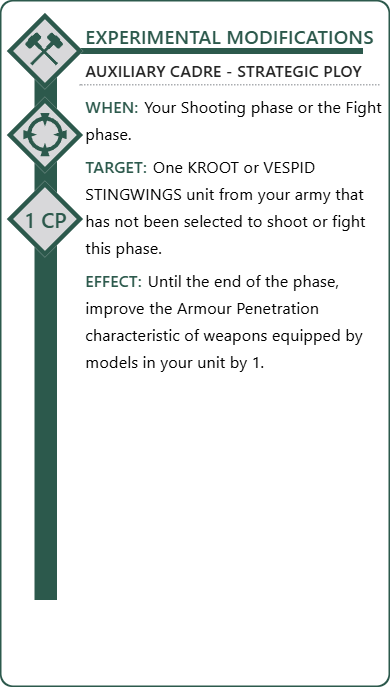 EXPERIMENTAL MODIFICATIONS
AUXILIARY CADRE - STRATEGIC PLOY
WHEN: Your Shooting phase or the Fight
phase.
TARGET: One KROOT or VESPID
STINGWINGS unit from your army that
has not been selected to shoot or fight
this phase.
1 CP
EFFECT: Until the end of the phase,
improve the Armour Penetration
characteristic of weapons equipped by
models in your unit by 1.